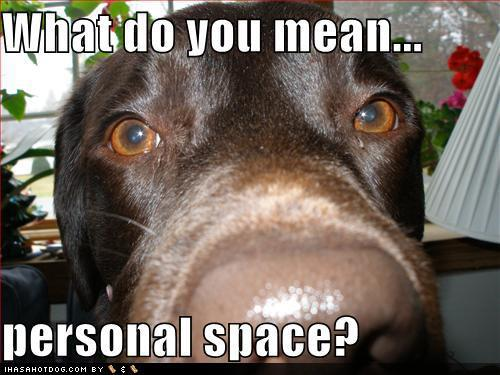 What do you mean...
personal space?
IHASAHOTDOG.COM BY &